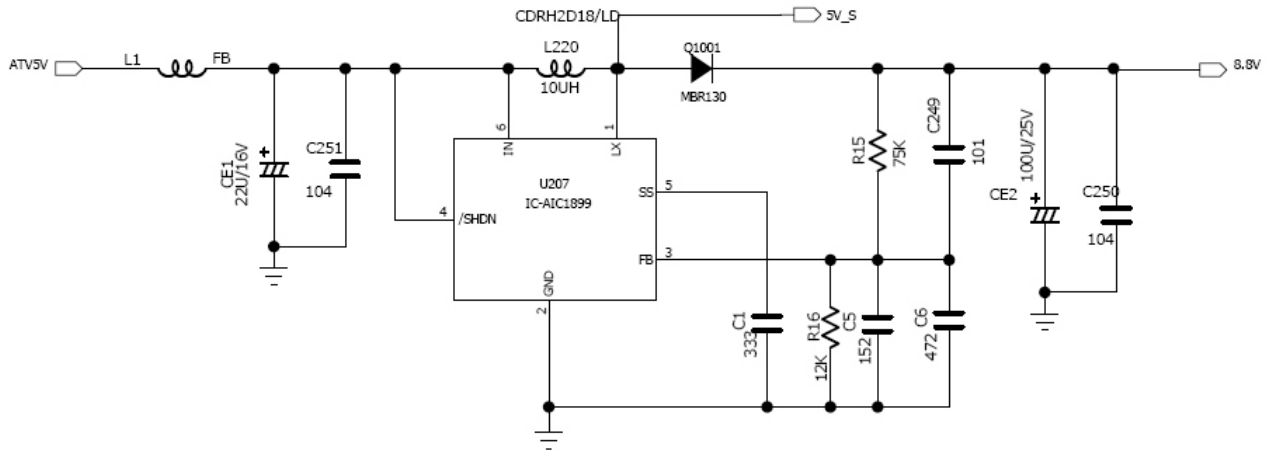 CDRH2D18/LD
5V_S
ATV5V
L1
FB
L220
10UH
Q1001
MBR130
8.8V
CE1
22U/16V
+
C251
104
6
IN
1
LX
U207
IC-AIC1899
SS
5
4
/SHDN
FB
3
GND
2
R15
75K
C249
101
100U/25V
CE2
+
C250
104
C1
333
R16
12K
C5
152
C6
472